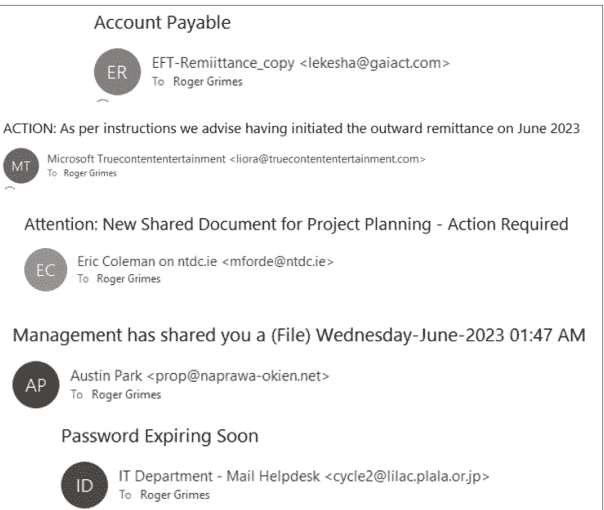 Account Payable
ER
EFT-Remiittance_copy <lekesha@gaiact.com>
To Roger Grimes
ACTION: As per instructions we advise having initiated the outward remittance on June 2023
MT
Microsoft Truecontententertainment <liora@truecontententertainment.com>
To Roger Grimes
Attention: New Shared Document for Project Planning - Action Required
EC
Eric Coleman on ntdc.ie <mforde@ntdc.ie>
To Roger Grimes
Management has shared you a (File) Wednesday-June-2023 01:47 AM
AP
Austin Park <prop@naprawa-okien.net>
To Roger Grimes
Password Expiring Soon
ID
IT Department - Mail Helpdesk <cycle2@lilac.plala.or.jp>
To Roger Grimes